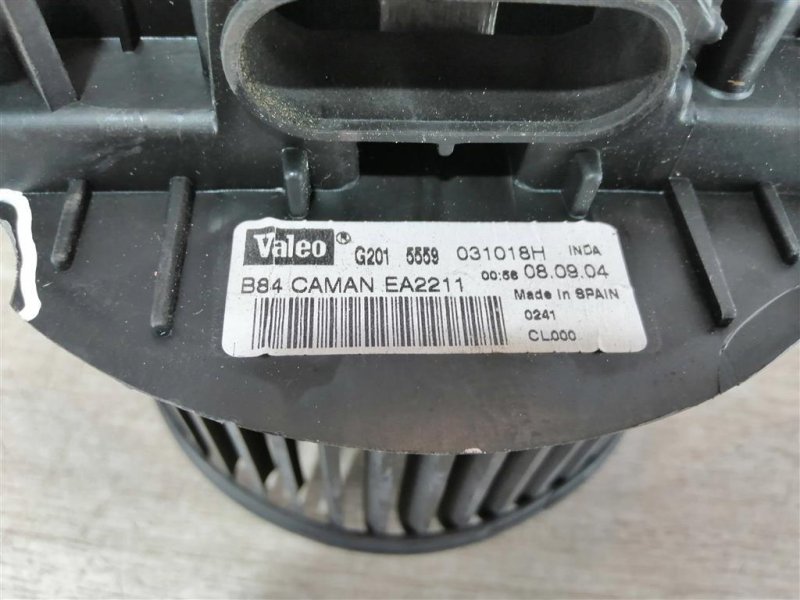 Valeo ® G201 5559 031018H INDA
00:56 08.09.04
B84 CAMAN EA2211
Made in SPAIN
0241
CL000